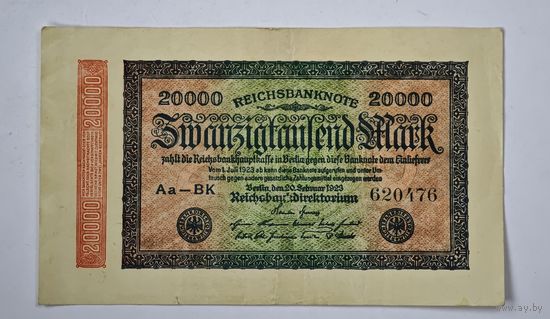 20000 REICHSBANKNOTE 20000
Zwanzigtausend Mark
zahlt die Reichsbankhauptkasse in Berlin gegen diese Banknote dem Einlieferer
Vom 1. Juli 1923 ab kann diese Banknote aufgerufen und unter Um-
tausch gegen andere gesetzliche Zahlungsmittel eingezogen werden
Berlin, den 20. Februar 1923
Aa-BK Reichsbankdirektorium 620476
20000
20000
www.ay.by